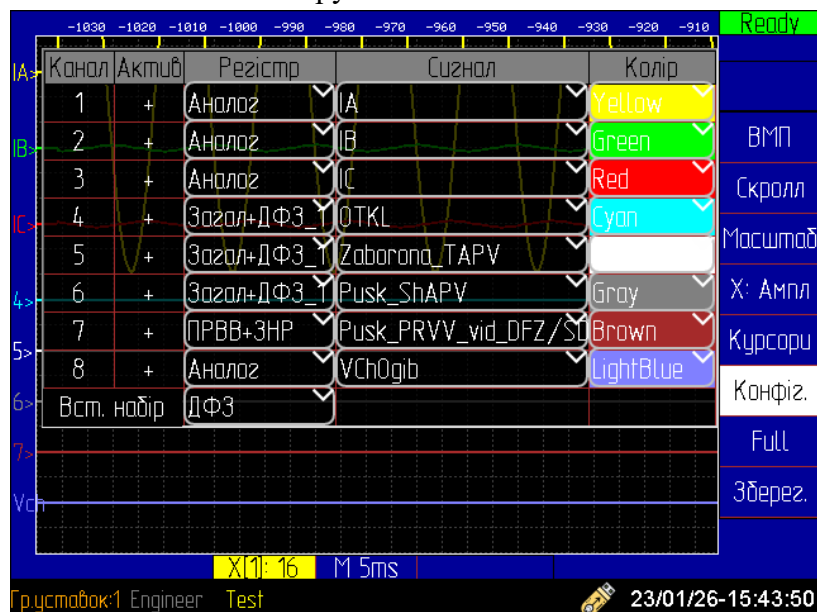 -1030 -1020 -1010 -1000 -990 -980 -970 -960 -950 -940 -930 -920 -910 Ready
IA> Канал Актив Регістр Сигнал Колір
1 + Аналог IA Yellow
IB> 2 + Аналог IB Green ВМП
3 + Аналог IC Red Скролл
IC> 4 + Загал+ДФЗ_1 OTKL Cyan
5 + Загал+ДФЗ_1 Zaborona_TAPV Масштаб
4> 6 + Загал+ДФЗ_1 Pusk_ShAPV Gray X: Ампл
5> 7 + ПРВВ+ЗНР Pusk_PRVV_vid_DFZ/SD Brown Курсори
8 + Аналог VChOgib LightBlue
6> Вст. набір ДФЗ Конфіг.
7> Full
Vch Зберег.
X[1]: 16 M 5ms
Гр.уставок:1 Engineer Test 23/01/26-15:43:50